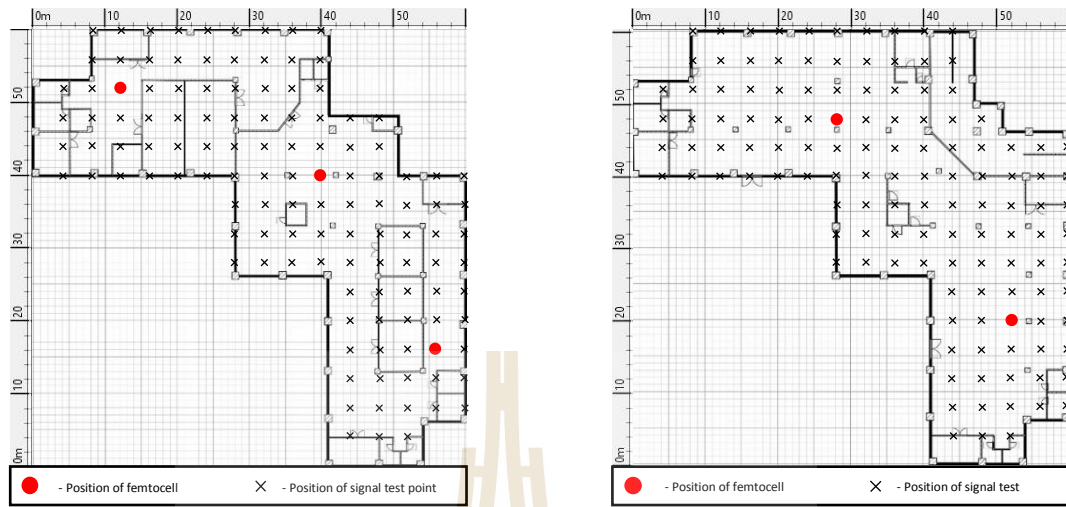 0m 10 20 30 40 50
50
40
30
20
10
0m
- Position of femtocell - Position of signal test point
0m 10 20 30 40 50
50
40
30
20
10
0m
- Position of femtocell - Position of signal test